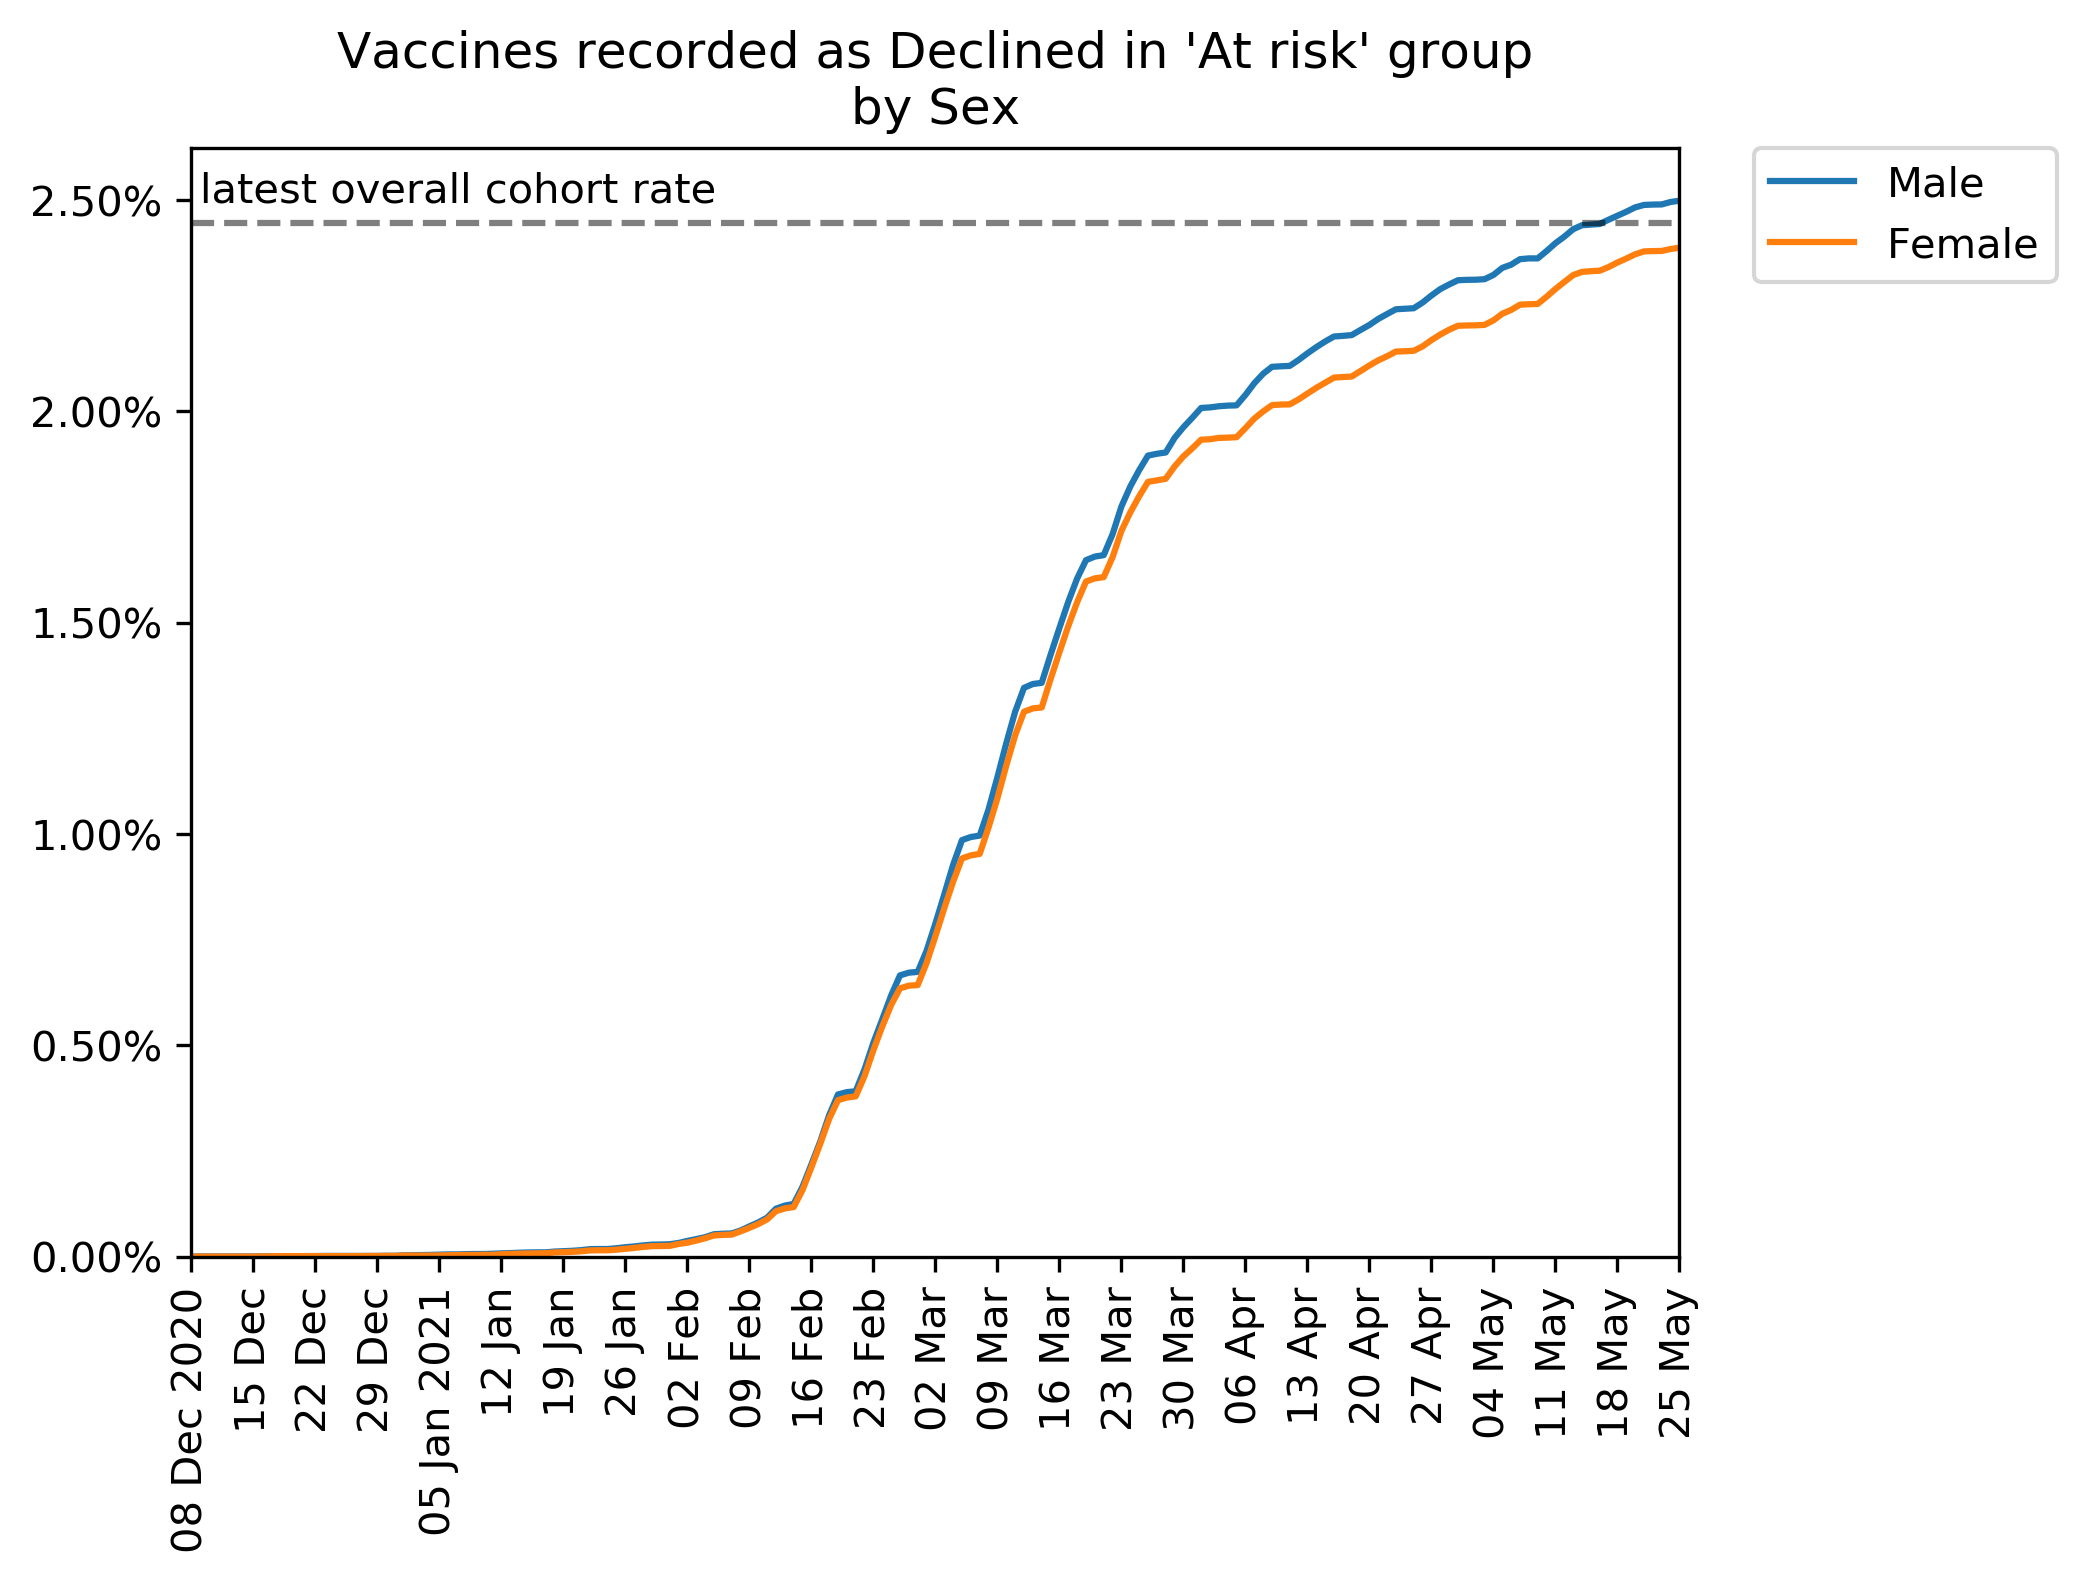 Vaccines recorded as Declined in 'At risk' group
by Sex
latest overall cohort rate
Male
Female
2.50%
2.00%
1.50%
1.00%
0.50%
0.00%
08 Dec 2020
15 Dec
22 Dec
29 Dec
05 Jan 2021
12 Jan
19 Jan
26 Jan
02 Feb
09 Feb
16 Feb
23 Feb
02 Mar
09 Mar
16 Mar
23 Mar
30 Mar
06 Apr
13 Apr
20 Apr
27 Apr
04 May
11 May
18 May
25 May